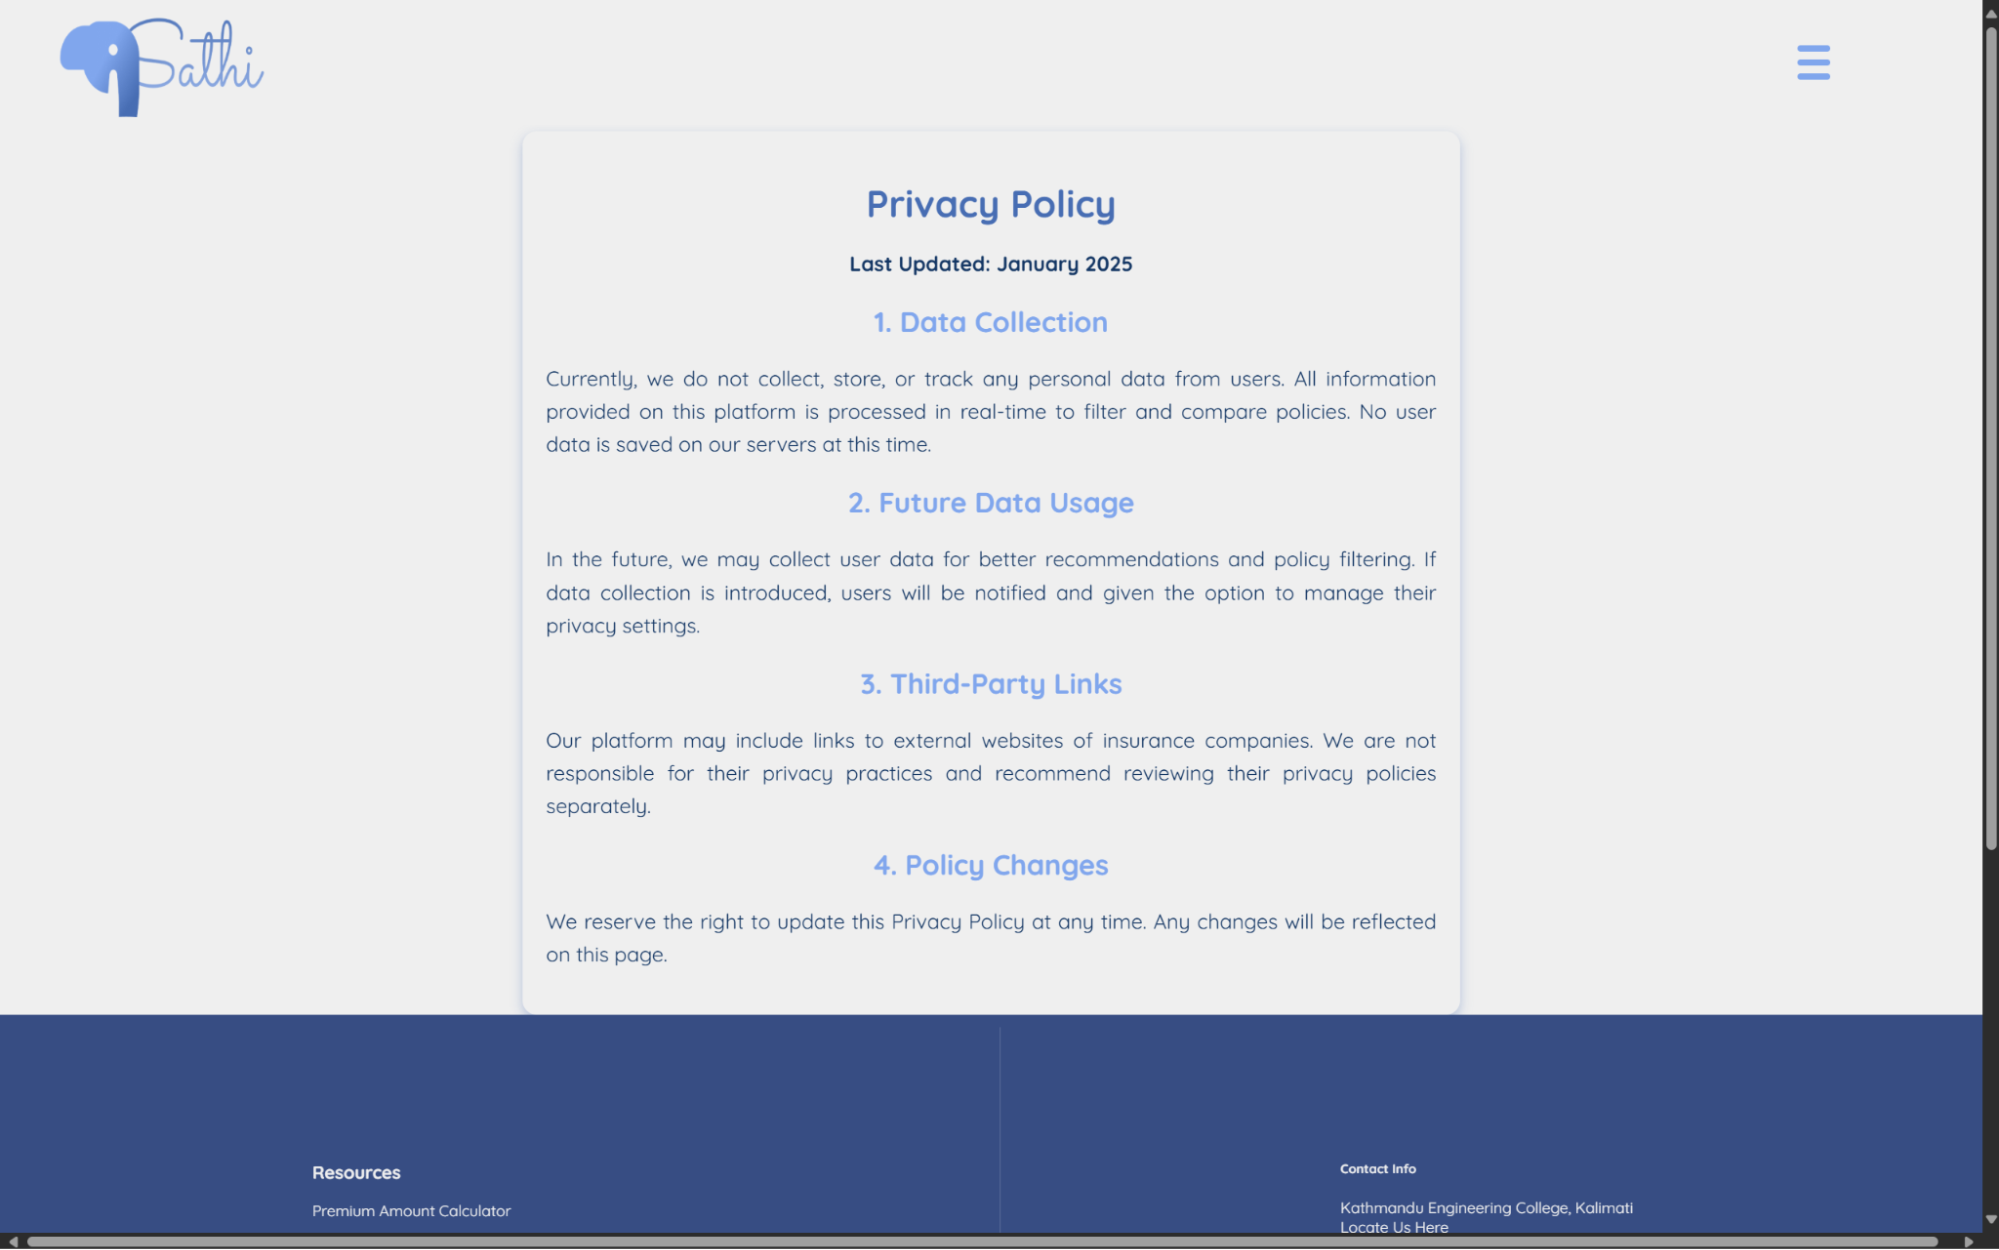 Sathi
Privacy Policy
Last Updated: January 2025
1. Data Collection
Currently, we do not collect, store, or track any personal data from users. All information
provided on this platform is processed in real-time to filter and compare policies. No user
data is saved on our servers at this time.
2. Future Data Usage
In the future, we may collect user data for better recommendations and policy filtering. If
data collection is introduced, users will be notified and given the option to manage their
privacy settings.
3. Third-Party Links
Our platform may include links to external websites of insurance companies. We are not
responsible for their privacy practices and recommend reviewing their privacy policies
separately.
4. Policy Changes
We reserve the right to update this Privacy Policy at any time. Any changes will be reflected
on this page.
Resources
Premium Amount Calculator
Contact Info
Kathmandu Engineering College, Kalimati
Locate Us Here